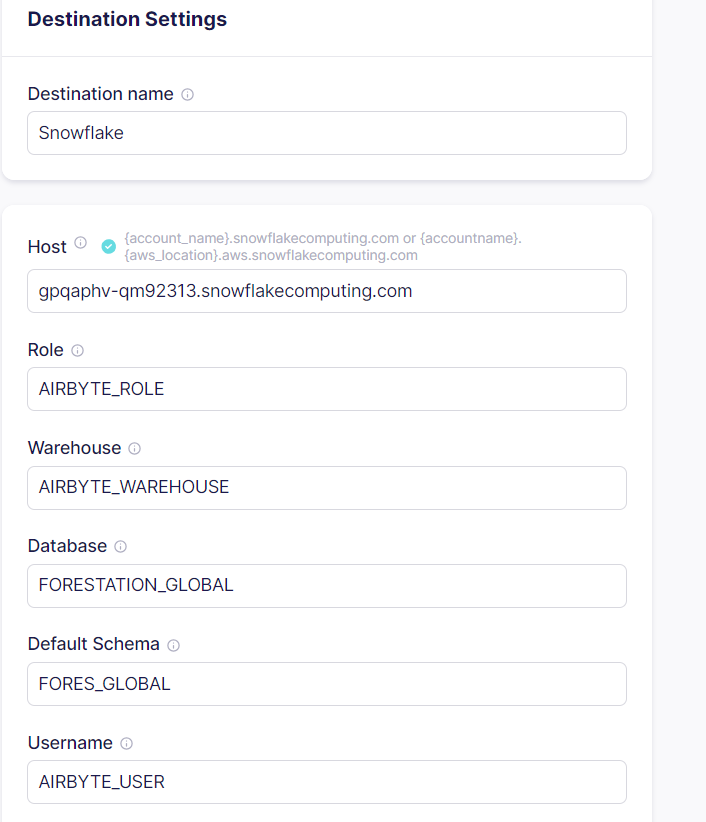 Destination Settings
Destination name
Snowflake
Host
{account_name}.snowflakecomputing.com or {accountname}.
{aws_location}.aws.snowflakecomputing.com
gpqaphv-qm92313.snowflakecomputing.com
Role
AIRBYTE_ROLE
Warehouse
AIRBYTE_WAREHOUSE
Database
FORESTATION_GLOBAL
Default Schema
FORES_GLOBAL
Username
AIRBYTE_USER